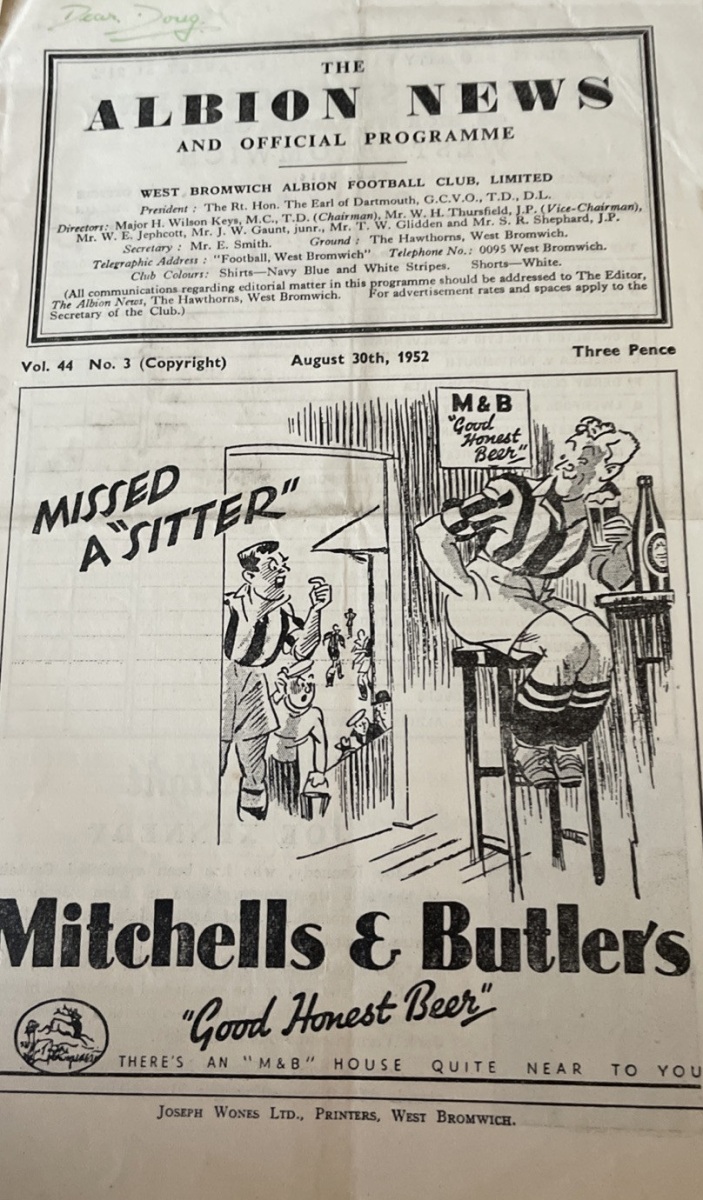 Dear Doug.
THE
ALBION NEWS
AND OFFICIAL PROGRAMME
WEST BROMWICH ALBION FOOTBALL CLUB, LIMITED
President : The Rt. Hon. The Earl of Dartmouth, G.C.V.O., T.D., D.L.
Directors: Major H. Wilson Keys, M.C., T.D. (Chairman), Mr. W. H. Thursfield, J.P. (Vice-Chairman),
Mr. W. E. Jephcott, Mr. J. W. Gaunt, junr., Mr. T. W. Glidden and Mr. S. R. Shephard, J.P.
Secretary : Mr. E. Smith. Ground : The Hawthorns, West Bromwich.
Telegraphic Address : "Football, West Bromwich" Telephone No.: 0095 West Bromwich.
Club Colours: Shirts—Navy Blue and White Stripes. Shorts—White.
(All communications regarding editorial matter in this programme should be addressed to The Editor,
The Albion News, The Hawthorns, West Bromwich. For advertisement rates and spaces apply to the
Secretary of the Club.)
Vol. 44 No. 3 (Copyright) August 30th, 1952 Three Pence
M & B
"Good
Honest
Beer"
MISSED
A "SITTER"
Mitchells & Butler's
"Good Honest Beer"
THERE'S AN "M&B" HOUSE QUITE NEAR TO YOU
JOSEPH WONES LTD., PRINTERS, WEST BROMWICH.